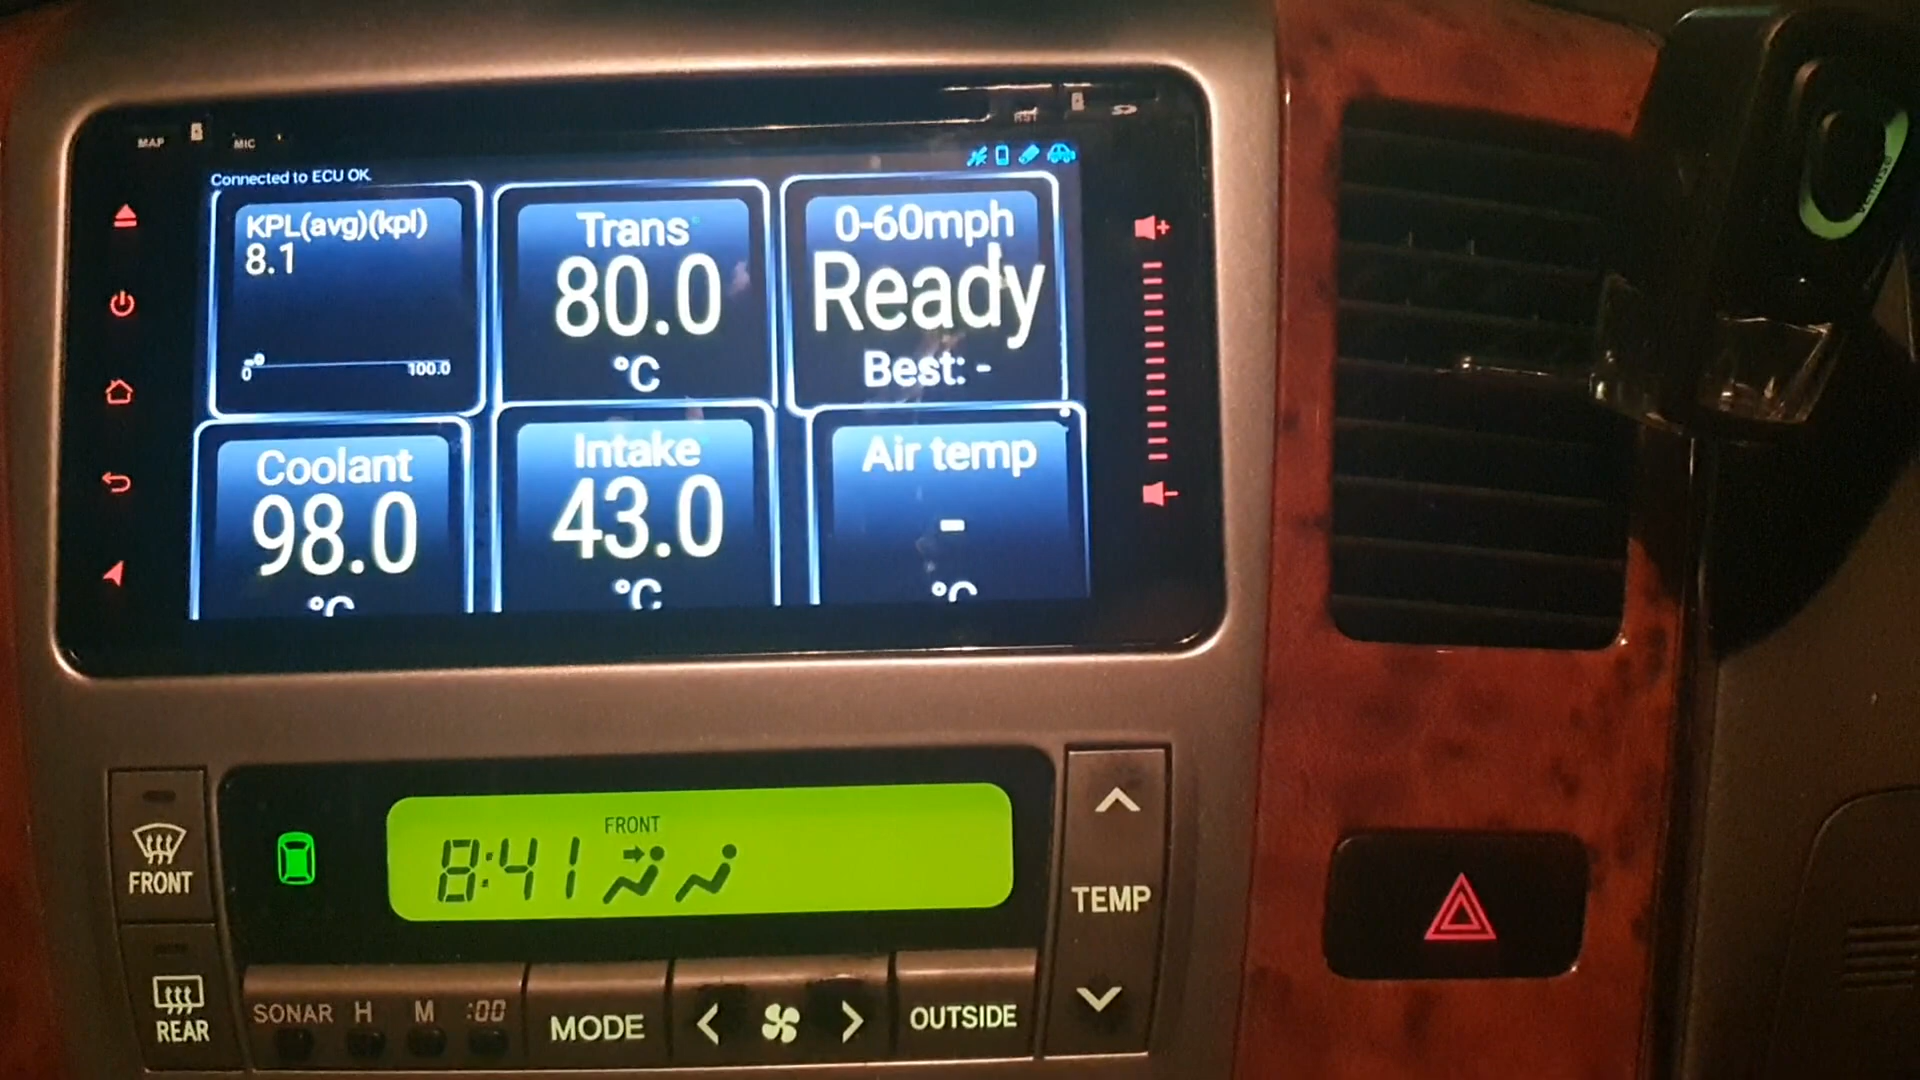 MAP
MIC
RST
Connected to ECU OK
KPL(avg)(kpl)
8.1
0
0
100.0
Trans
80.0
°C
0-60mph
Ready
Best: -
Coolant
98.0
°C
Intake
43.0
°C
Air temp
-
°C
FRONT
8:41
FRONT
TEMP
REAR
SONAR H M :00
MODE
OUTSIDE